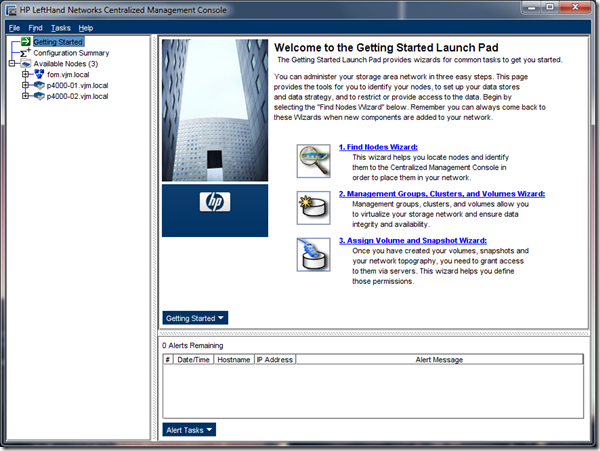 HP LeftHand Networks Centralized Management Console
File Find Tasks Help
Getting Started
Configuration Summary
Available Nodes (3)
fom.vjm.local
p4000-01.vjm.local
p4000-02.vjm.local
Welcome to the Getting Started Launch Pad
The Getting Started Launch Pad provides wizards for common tasks to get you started.
You can administer your storage area network in three easy steps. This page
provides the tools for you to identify your nodes, to set up your data stores
and data strategy, and to restrict or provide access to the data. Begin by
selecting the "Find Nodes Wizard" below. Remember you can always come back to
these Wizards when new components are added to your network.
1. Find Nodes Wizard:
This wizard helps you locate nodes and identify
them to the Centralized Management Console in
order to place them in your network.
2. Management Groups, Clusters, and Volumes Wizard:
Management groups, clusters, and volumes allow you
to virtualize your storage network and ensure data
integrity and availability.
3. Assign Volume and Snapshot Wizard:
Once you have created your volumes, snapshots and
your network topography, you need to grant access
to them via servers. This wizard helps you define
those permissions.
hp
Getting Started
0 Alerts Remaining
# Date/Time Hostname IP Address Alert Message
Alert Tasks